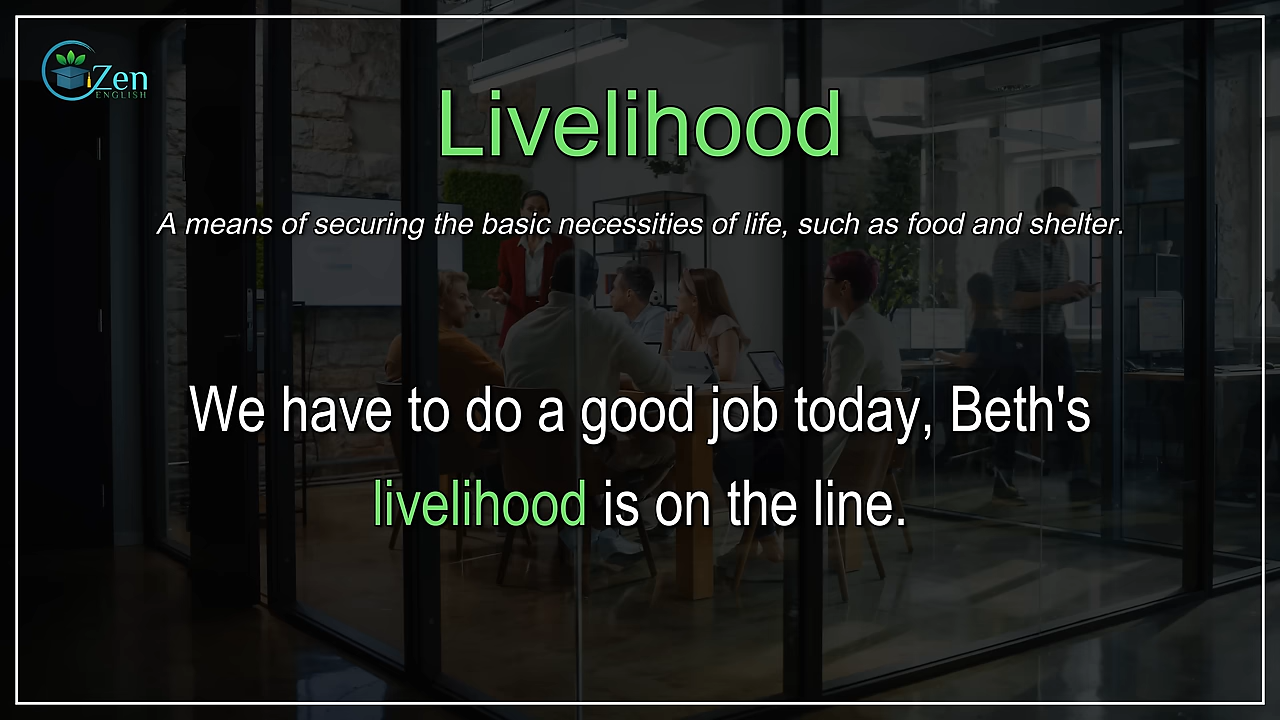 Zen
ENGLISH
Livelihood
A means of securing the basic necessities of life, such as food and shelter.
We have to do a good job today, Beth's
livelihood is on the line.